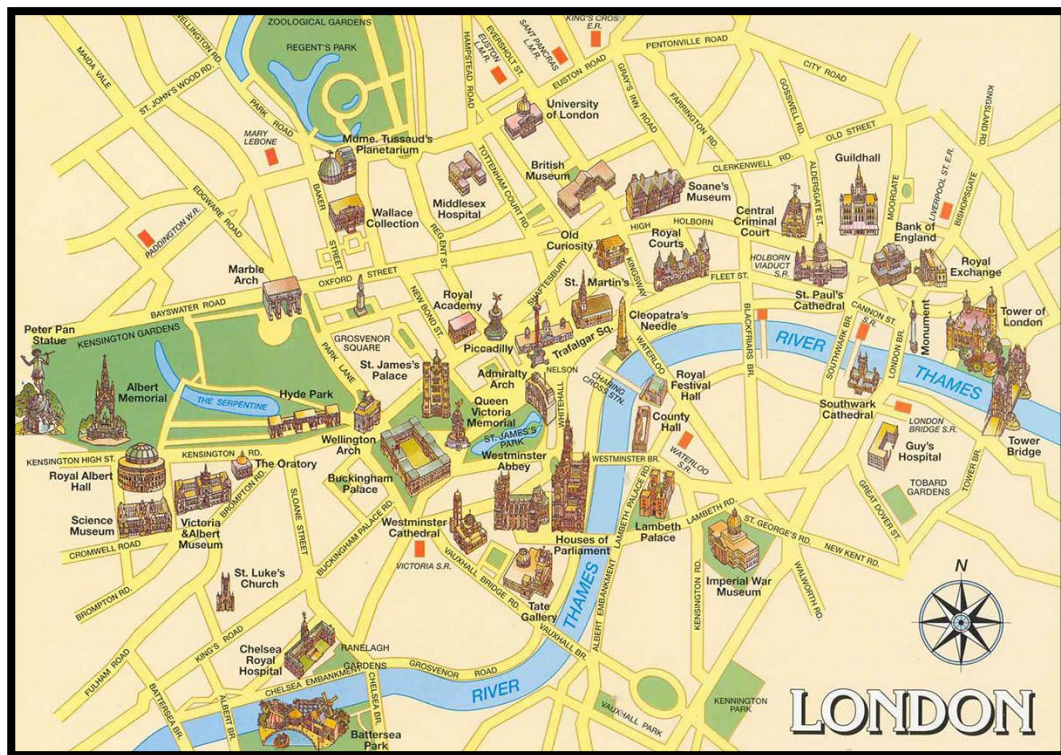 ZOOLOGICAL GARDENS
REGENT'S PARK
WELLINGTON RD.
MAIDA VALE
ST. JOHN'S WOOD RD.
PARK ROAD
HAMPSTEAD ROAD
EVERSHOLT ST.
EUSTON
L.M.R.
SANT PANCRAS
L.M.R.
KING'S CROS
E.R.
EUSTON ROAD
PENTONVILLE ROAD
CITY ROAD
GRAY'S INN ROAD
FARRINGTON RD.
GOSSWELL RD.
OLD STREET
KINGSLAND RD
MARY
LEBONE
Mdme. Tussaud's
Planetarium
University
of London
British
Museum
CLERKENWELL RD.
Guildhall
MOORGATE
LIVERPOOL ST. E.R.
BISHOPSGATE
EDGWARE ROAD
PADDINGTON W.R.
BAKER
STREET
Wallace
Collection
Middlesex
Hospital
TOTTENHAM COURT RD.
REGENT ST.
Soane's
Museum
ALDERSGATE ST.
Central
Criminal
Court
HIGH HOLBORN
Old
Curiosity
Royal
Courts
KINGSWAY
FLEET ST.
HOLBORN
VIADUCT
S.R.
Bank of
England
Royal
Exchange
Marble
Arch
OXFORD STREET
BAYSWATER ROAD
NEW BOND ST.
SHAFTESBURY
St. Martin's
Royal
Academy
Piccadilly
Trafalgar Sq.
Cleopatra's
Needle
St. Paul's
Cathedral
CANNON ST.
S.R.
Monument
Tower of
London
Peter Pan
Statue
KENSINGTON GARDENS
GROSVENOR
SQUARE
PARK LANE
St. James's
Palace
Admiralty
Arch
NELSON
WHITEHALL
WATERLOO
CHARING
CROSS STN.
BLACKFRIARS BR.
RIVER
SOUTHWARK BR.
LONDON BR.
THAMES
Albert
Memorial
THE SERPENTINE
Hyde Park
Queen
Victoria
Memorial
ST. JAMES'S
PARK
Royal
Festival
Hall
County
Hall
Southwark
Cathedral
LONDON
BRIDGE S.R.
Guy's
Hospital
Tower
Bridge
Wellington
Arch
Westminster
Abbey
WESTMINSTER BR.
WATERLOO
S.R.
KENSINGTON HIGH ST.
KENSINGTON RD.
Royal Albert
Hall
The Oratory
BROMPTON RD.
Buckingham
Palace
TOBARD
GARDENS
TOWER BR.
GREAT DOVER ST.
Science
Museum
Victoria
&Albert
Museum
SLOANE STREET
BUCKINGHAM PALACE RD.
Westminster
Cathedral
Houses of
Parliament
LAMBETH PALACE RD.
Lambeth
Palace
LAMBETH RD.
ST. GEORGE'S RD.
NEW KENT RD.
CROMWELL ROAD
VICTORIA S.R.
VAUXHALL BRIDGE RD.
Tate
Gallery
THAMES
ALBERT EMBANKMENT
Imperial War
Museum
KENSINGTON RD.
WALWORTH RD.
N
St. Luke's
Church
BROMPTON RD.
KING'S ROAD
FULHAM ROAD
Chelsea
Royal
Hospital
RANELAGH
GARDENS
GROSVENOR ROAD
VAUXHALL BR.
CHELSEA EMBANKMENT
RIVER
BATTERSEA BR.
ALBERT BR.
CHELSEA BR.
Battersea
Park
VAUXHALL PARK
KENNINGTON
PARK
LONDON